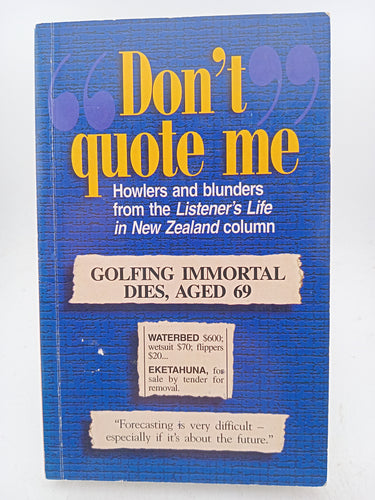 "Don't"
quote me
Howlers and blunders
from the Listener's Life
in New Zealand column
GOLFING IMMORTAL
DIES, AGED 69
WATERBED $600;
wetsuit $70; flippers
$20...
EKETAHUNA, for
sale by tender for
removal.
"Forecasting is very difficult –
especially if it's about the future."